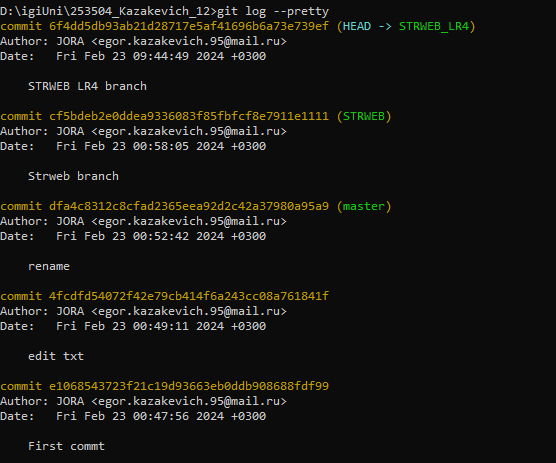 D:\igiUni\253504_Kazakevich_12>git log --pretty
commit 6f4dd5db93ab21d28717e5af41696b6a73e739ef (HEAD -> STRWEB_LR4)
Author: JORA <egor.kazakevich.95@mail.ru>
Date:   Fri Feb 23 09:44:49 2024 +0300
STRWEB LR4 branch
commit cf5bdeb2e0ddea9336083f85fbfcf8e7911e1111 (STRWEB)
Author: JORA <egor.kazakevich.95@mail.ru>
Date:   Fri Feb 23 00:58:05 2024 +0300
Strweb branch
commit dfa4c8312c8cfad2365eea92d2c42a37980a95a9 (master)
Author: JORA <egor.kazakevich.95@mail.ru>
Date:   Fri Feb 23 00:52:42 2024 +0300
rename
commit 4fcdfd54072f42e79cb414f6a243cc08a761841f
Author: JORA <egor.kazakevich.95@mail.ru>
Date:   Fri Feb 23 00:49:11 2024 +0300
edit txt
commit e1068543723f21c19d93663eb0ddb908688fdf99
Author: JORA <egor.kazakevich.95@mail.ru>
Date:   Fri Feb 23 00:47:56 2024 +0300
First commt